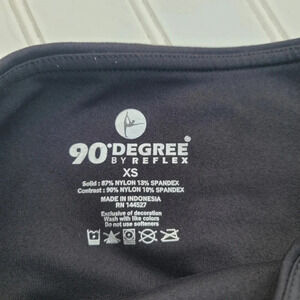 90°DEGREE®
BY REFLEX
XS
Solid : 87% NYLON 13% SPANDEX
Contrast : 90% NYLON 10% SPANDEX
MADE IN INDONESIA
RN 144527
Exclusive of decoration
Wash with like colors
Do not use softeners